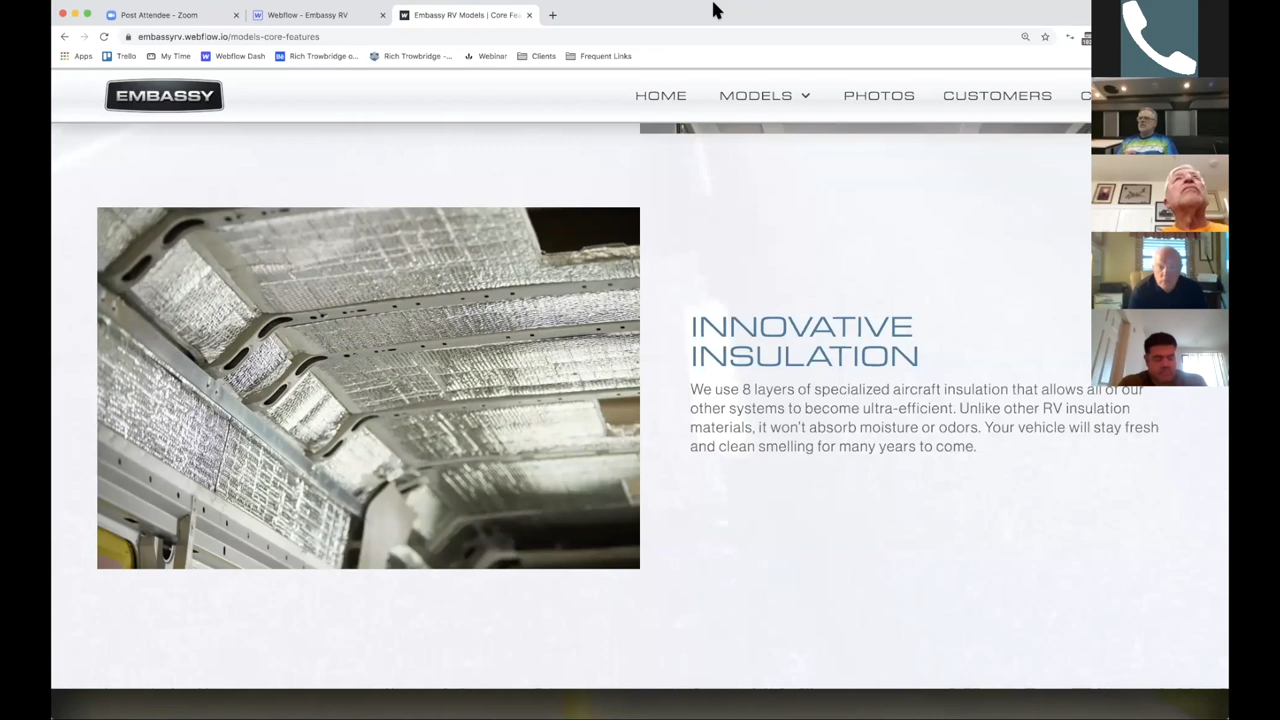 Post Attendee - Zoom
Webflow - Embassy RV
Embassy RV Models | Core Fea
embassyrv.webflow.io/models-core-features
Apps Trello My Time Webflow Dash Rich Trowbridge o... Rich Trowbridge -... Webinar Clients Frequent Links
EMBASSY HOME MODELS PHOTOS CUSTOMERS C
INNOVATIVE
INSULATION
We use 8 layers of specialized aircraft insulation that allows all of our
other systems to become ultra-efficient. Unlike other RV insulation
materials, it won't absorb moisture or odors. Your vehicle will stay fresh
and clean smelling for many years to come.